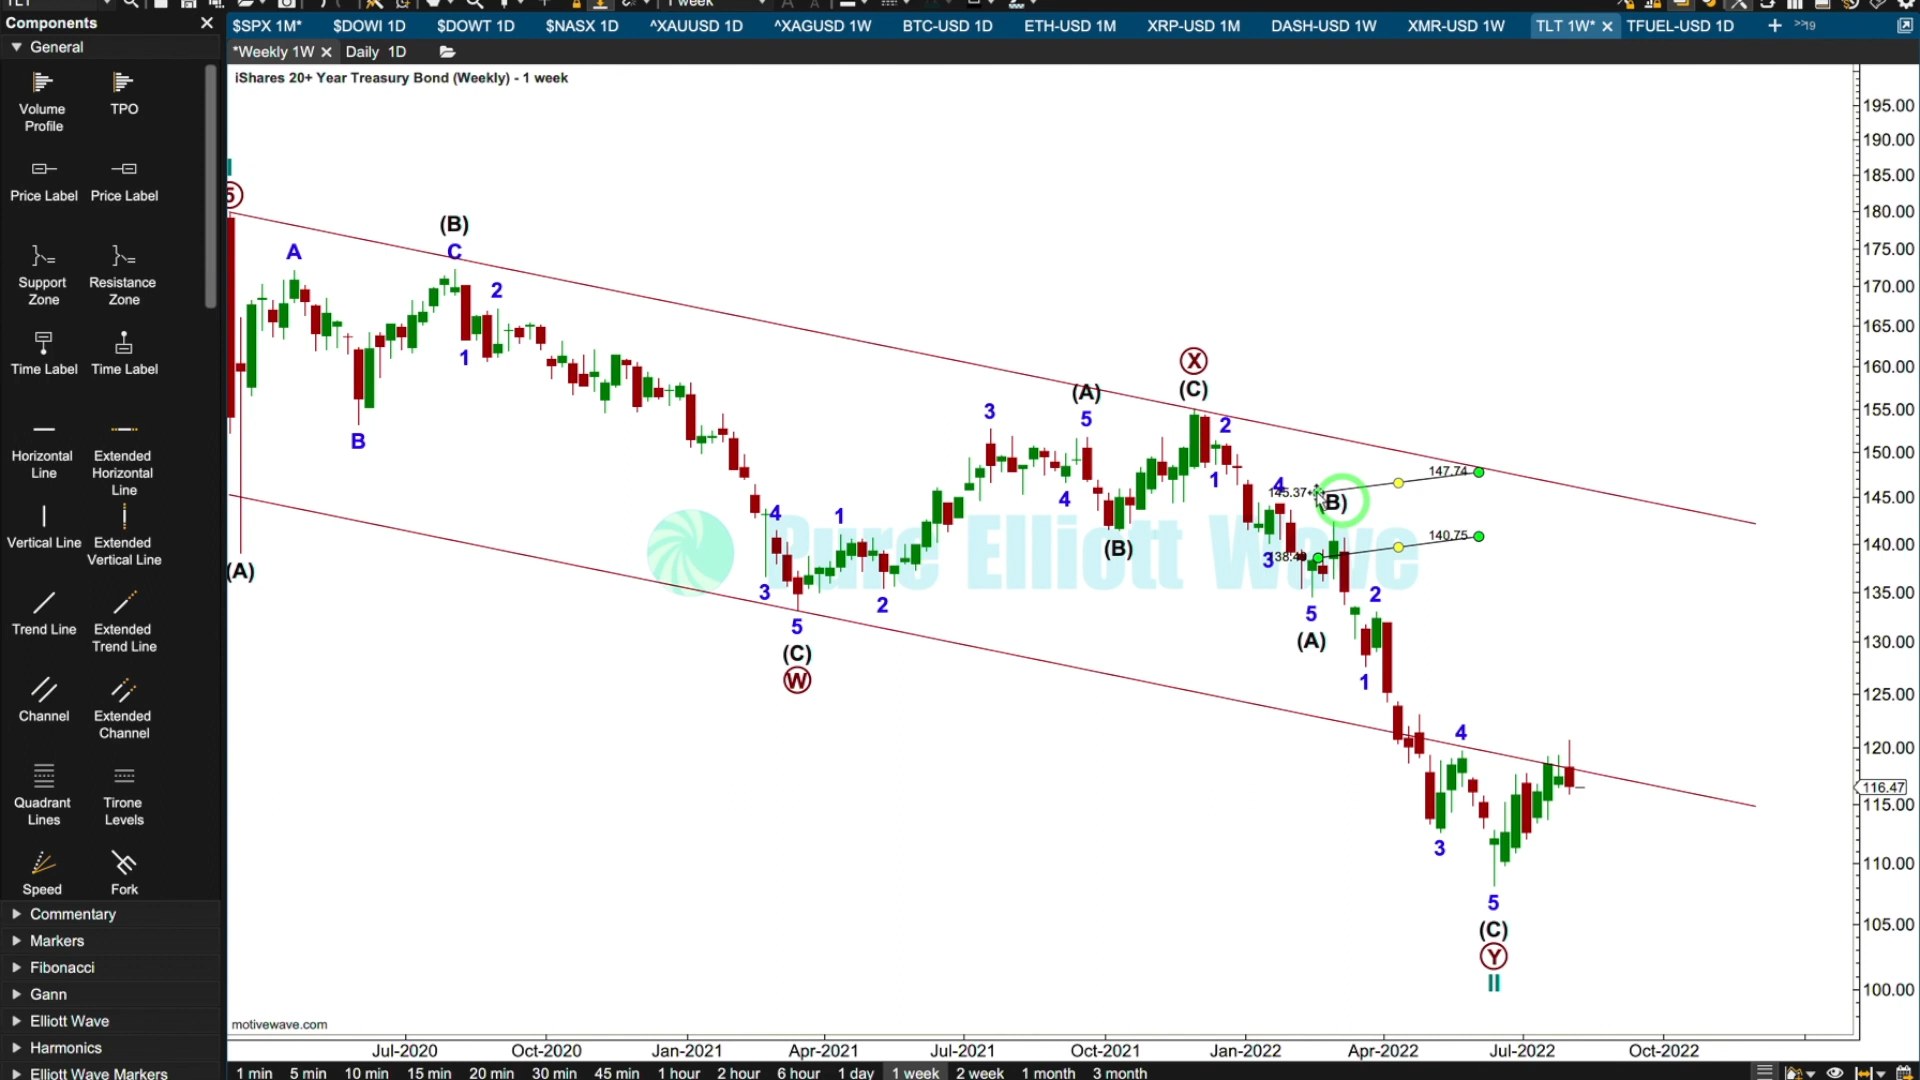 TLT
1 week
Components
$SPX 1M* $DOWI 1D $DOWT 1D $NASX 1D ^XAUUSD 1D ^XAGUSD 1W BTC-USD 1D ETH-USD 1M XRP-USD 1M DASH-USD 1W XMR-USD 1W TLT 1W* TFUEL-USD 1D >>19
General
*Weekly 1W Daily 1D
iShares 20+ Year Treasury Bond (Weekly) - 1 week
Volume Profile
TPO
Price Label
Price Label
Support Zone
Resistance Zone
Time Label
Time Label
Horizontal Line
Extended Horizontal Line
Vertical Line
Extended Vertical Line
Trend Line
Extended Trend Line
Channel
Extended Channel
Quadrant Lines
Tirone Levels
Speed
Fork
Commentary
Markers
Fibonacci
Gann
Elliott Wave
Harmonics
Elliott Wave Markers
I
5
(A)
A
B
(B)
C
1
2
3
4
5
(C)
W
1
2
3
4
(A)
5
(B)
X
(C)
1
2
3
4
5
(A)
B)
1
2
3
4
5
(C)
Y
II
145.37
147.74
138.49
140.75
Pure Elliott Wave
195.00
190.00
185.00
180.00
175.00
170.00
165.00
160.00
155.00
150.00
145.00
140.00
135.00
130.00
125.00
120.00
116.47
115.00
110.00
105.00
100.00
motivewave.com
Jul-2020 Oct-2020 Jan-2021 Apr-2021 Jul-2021 Oct-2021 Jan-2022 Apr-2022 Jul-2022 Oct-2022
1 min 5 min 10 min 15 min 20 min 30 min 45 min 1 hour 2 hour 6 hour 1 day 1 week 2 week 1 month 3 month